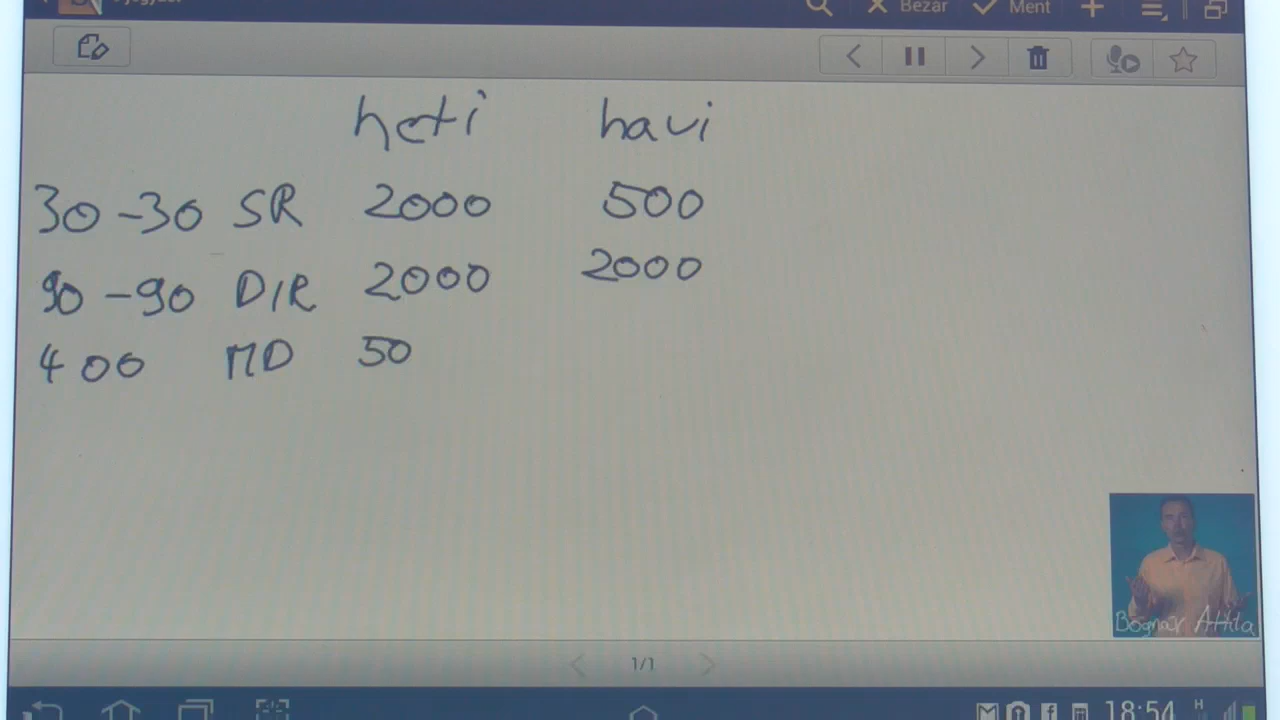 Bezár Ment
heti havi
30-30 SR 2000 500
90-90 DIR 2000 2000
400 MD 50
Bognár Attila
1/1
18:54 H